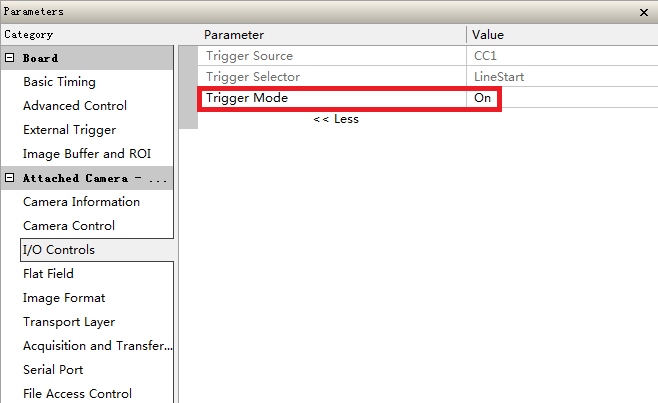 Parameters
Category
Parameter Value
Board
Trigger Source CC1
Basic Timing
Trigger Selector LineStart
Advanced Control
Trigger Mode On
External Trigger
<< Less
Image Buffer and ROI
Attached Camera - ...
Camera Information
Camera Control
I/O Controls
Flat Field
Image Format
Transport Layer
Acquisition and Transfer...
Serial Port
File Access Control